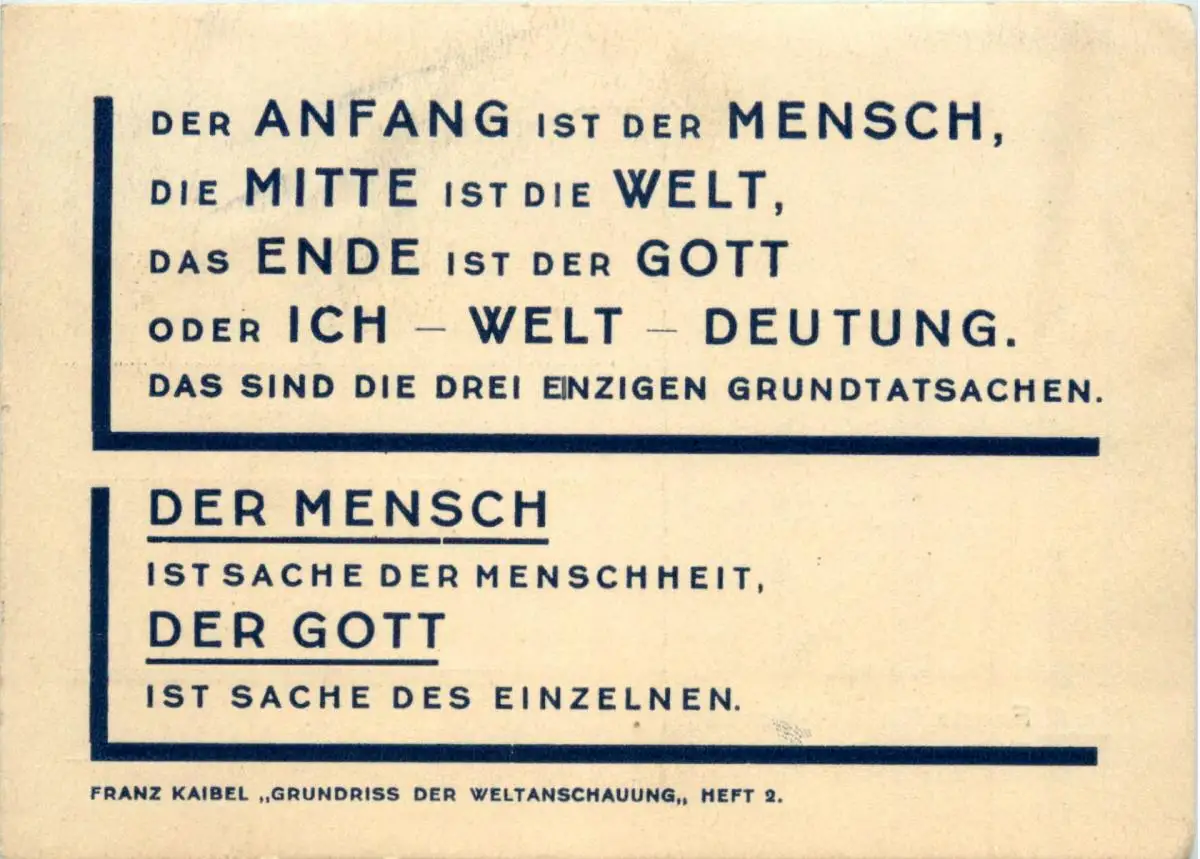 DER ANFANG IST DER MENSCH,
DIE MITTE IST DIE WELT,
DAS ENDE IST DER GOTT
ODER ICH – WELT – DEUTUNG.
DAS SIND DIE DREI EINZIGEN GRUNDTATSACHEN.
DER MENSCH
IST SACHE DER MENSCHHEIT,
DER GOTT
IST SACHE DES EINZELNEN.
FRANZ KAIBEL „GRUNDRISS DER WELTANSCHAUUNG„ HEFT 2.